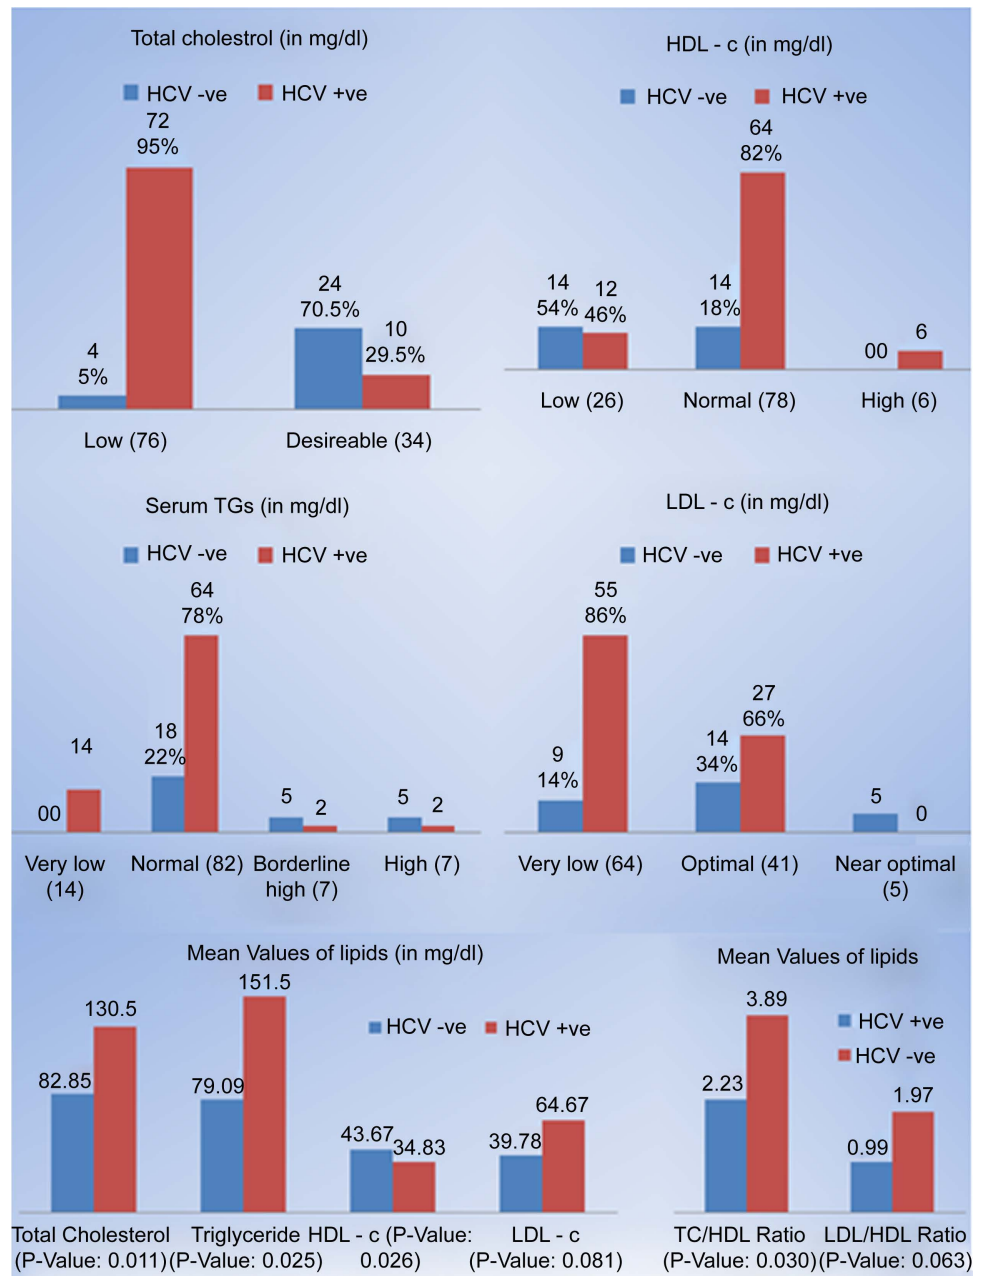 Total cholestrol (in mg/dl)
HCV -ve HCV +ve
72
95%
24
70.5%
10
29.5%
4
5%
Low (76) Desireable (34)
HDL - c (in mg/dl)
HCV -ve HCV +ve
64
82%
14
54%
12
46%
14
18%
00
6
Low (26) Normal (78) High (6)
Serum TGs (in mg/dl)
HCV -ve HCV +ve
64
78%
14
18
22%
00
5
2
5
2
Very low
(14)
Normal (82)
Borderline
high (7)
High (7)
LDL - c (in mg/dl)
HCV -ve HCV +ve
55
86%
27
66%
9
14%
14
34%
5
0
Very low (64) Optimal (41)
Near optimal
(5)
Mean Values of lipids (in mg/dl)
HCV -ve HCV +ve
82.85
130.5
79.09
151.5
43.67
34.83
39.78
64.67
Total Cholesterol
(P-Value: 0.011)
Triglyceride
(P-Value: 0.025)
HDL - c (P-Value:
0.026)
LDL - c
(P-Value: 0.081)
Mean Values of lipids
HCV +ve
HCV -ve
2.23
3.89
0.99
1.97
TC/HDL Ratio
(P-Value: 0.030)
LDL/HDL Ratio
(P-Value: 0.063)